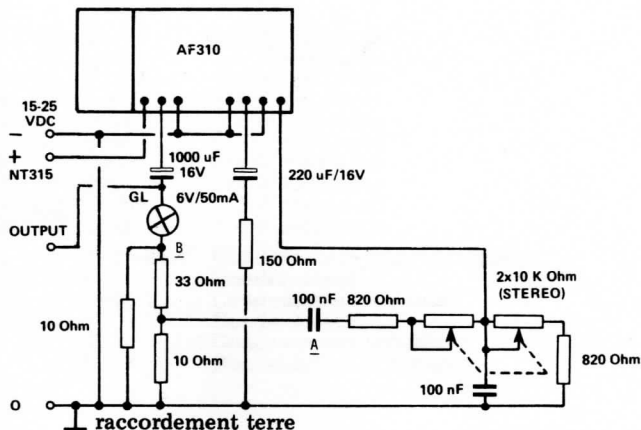 AF310
15-25
VDC
−
+
NT315
1000 uF
16V
220 uF/16V
GL
6V/50mA
OUTPUT
B
150 Ohm
33 Ohm
2x10 K Ohm
(STEREO)
100 nF
820 Ohm
A
10 Ohm
10 Ohm
820 Ohm
100 nF
O
raccordement terre